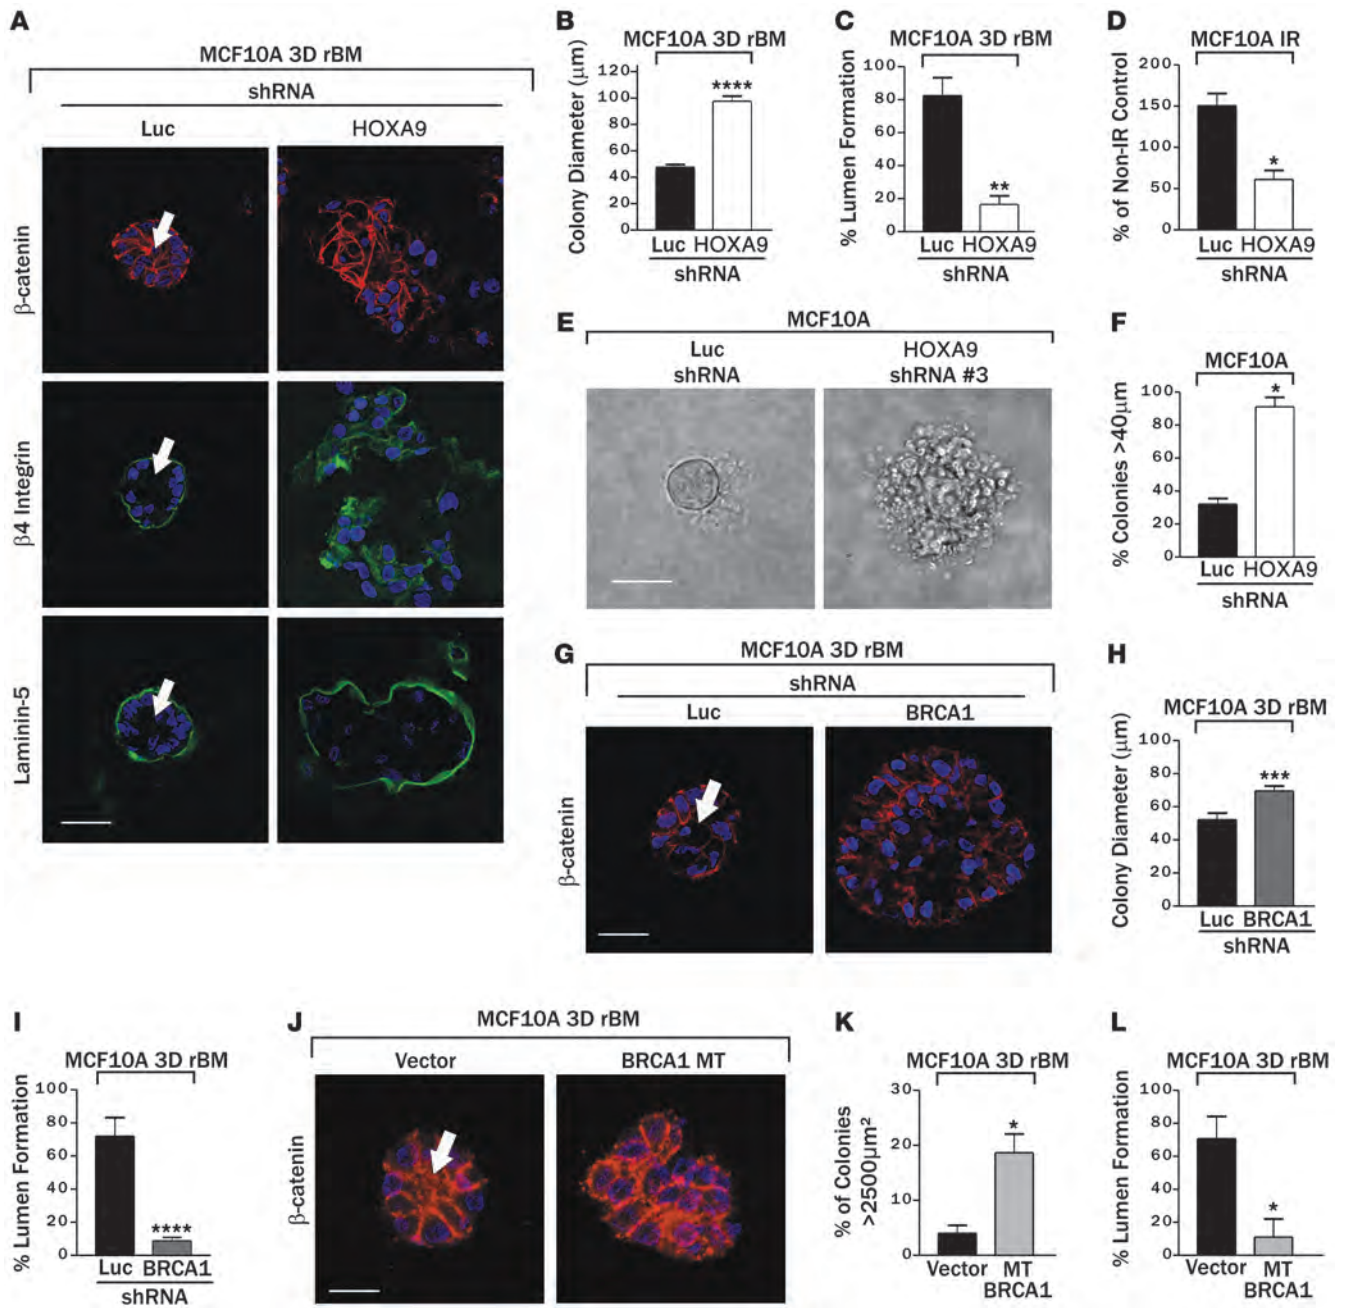 A
MCF10A 3D rBM
shRNA
Luc
HOXA9
β-catenin
β4 Integrin
Laminin-5
B
MCF10A 3D rBM
Colony Diameter (μm)
120
100
80
60
40
20
0
****
Luc HOXA9
shRNA
C
MCF10A 3D rBM
% Lumen Formation
100
80
60
40
20
0
**
Luc HOXA9
shRNA
D
MCF10A IR
% of Non-IR Control
200
150
100
50
0
*
Luc HOXA9
shRNA
E
MCF10A
Luc
shRNA
HOXA9
shRNA #3
F
MCF10A
% Colonies >40μm
100
80
60
40
20
0
*
Luc HOXA9
shRNA
G
MCF10A 3D rBM
shRNA
Luc
BRCA1
β-catenin
H
MCF10A 3D rBM
Colony Diameter (μm)
100
80
60
40
20
0
***
Luc BRCA1
shRNA
I
MCF10A 3D rBM
% Lumen Formation
100
80
60
40
20
0
****
Luc BRCA1
shRNA
J
MCF10A 3D rBM
Vector
BRCA1 MT
β-catenin
K
MCF10A 3D rBM
% of Colonies
>2500μm²
30
20
10
0
*
Vector MT
BRCA1
L
MCF10A 3D rBM
% Lumen Formation
100
80
60
40
20
0
*
Vector MT
BRCA1